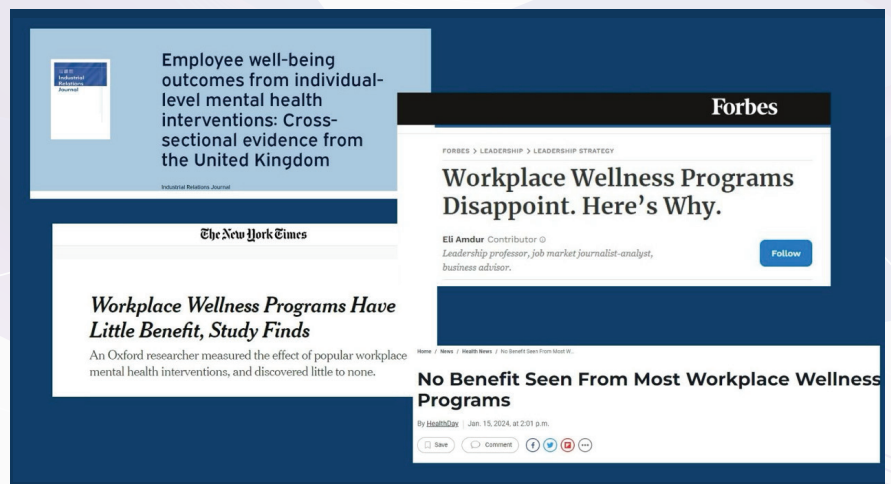 Industrial
Relations
Journal
Employee well-being
outcomes from individual-
level mental health
interventions: Cross-
sectional evidence from
the United Kingdom
Industrial Relations Journal
Forbes
FORBES > LEADERSHIP > LEADERSHIP STRATEGY
Workplace Wellness Programs
Disappoint. Here’s Why.
Eli Amdur Contributor
Leadership professor, job market journalist-analyst,
business advisor.
Follow
The New York Times
Workplace Wellness Programs Have
Little Benefit, Study Finds
An Oxford researcher measured the effect of popular workplace
mental health interventions, and discovered little to none.
Home / News / Health News / No Benefit Seen From Most W...
No Benefit Seen From Most Workplace Wellness
Programs
By HealthDay | Jan. 15, 2024, at 2:01 p.m.
Save
Comment